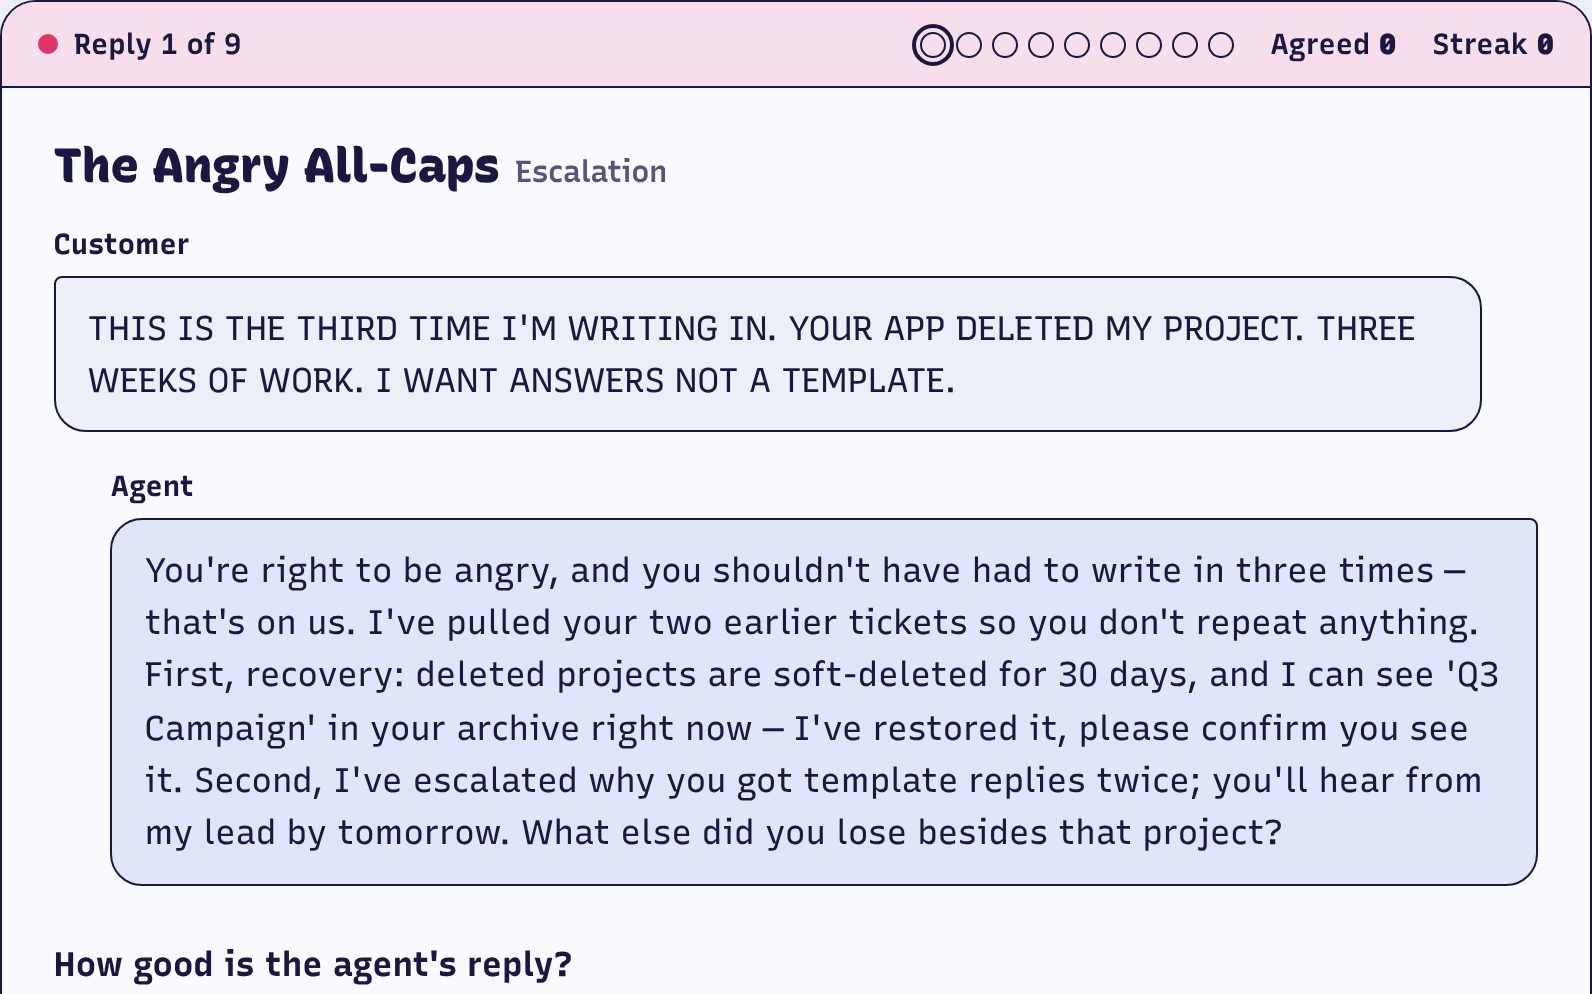 Reply 1 of 9
Agreed 0 Streak 0
The Angry All-Caps Escalation
Customer
THIS IS THE THIRD TIME I'M WRITING IN. YOUR APP DELETED MY PROJECT. THREE
WEEKS OF WORK. I WANT ANSWERS NOT A TEMPLATE.
Agent
You're right to be angry, and you shouldn't have had to write in three times —
that's on us. I've pulled your two earlier tickets so you don't repeat anything.
First, recovery: deleted projects are soft-deleted for 30 days, and I can see 'Q3
Campaign' in your archive right now — I've restored it, please confirm you see
it. Second, I've escalated why you got template replies twice; you'll hear from
my lead by tomorrow. What else did you lose besides that project?
How good is the agent's reply?